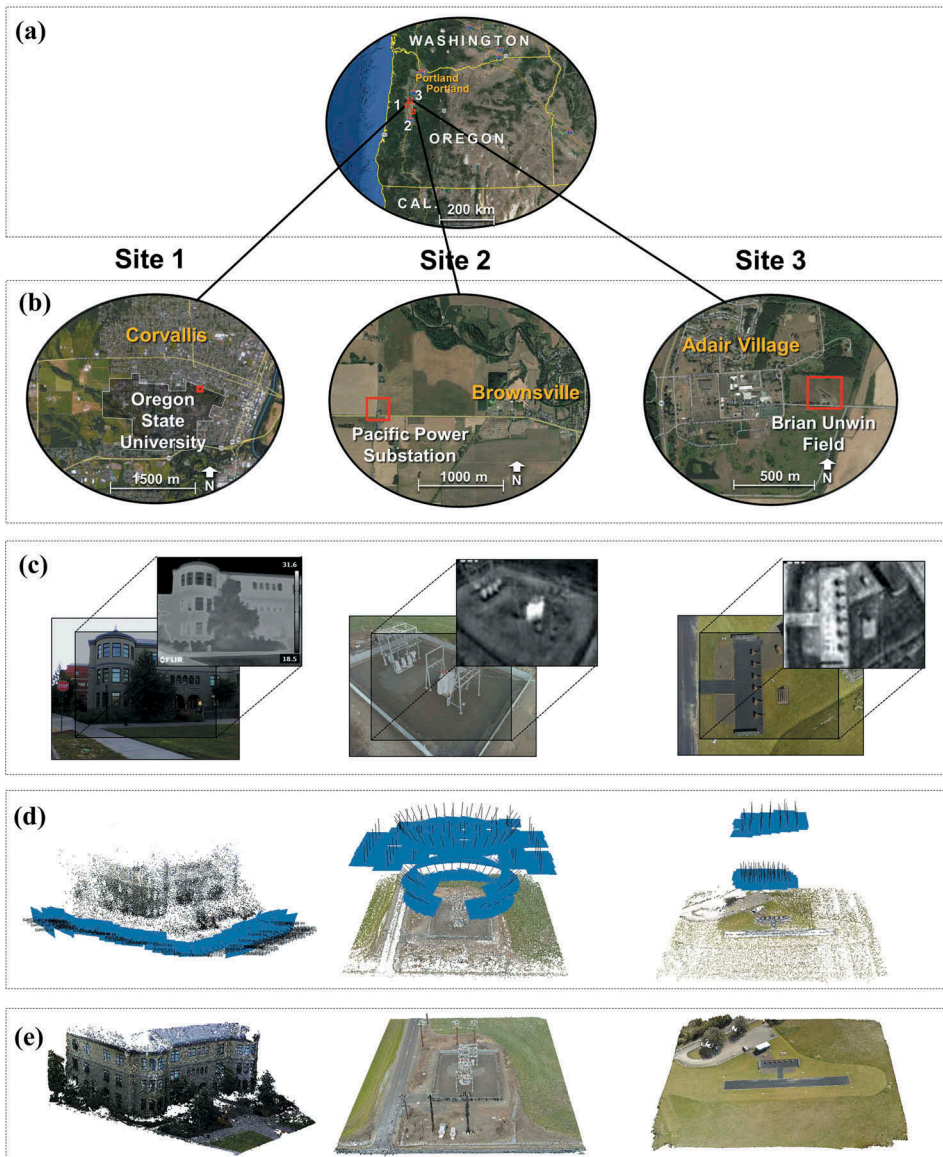 (a)
WASHINGTON
Portland
Portland
1
3
2
OREGON
CAL.
200 km
Site 1
Site 2
Site 3
(b)
Corvallis
Oregon
State
University
1500 m
N
Brownsville
Pacific Power
Substation
1000 m
N
Adair Village
Brian Unwin
Field
500 m
N
(c)
31.6
18.5
FLIR
STOP
(d)
(e)